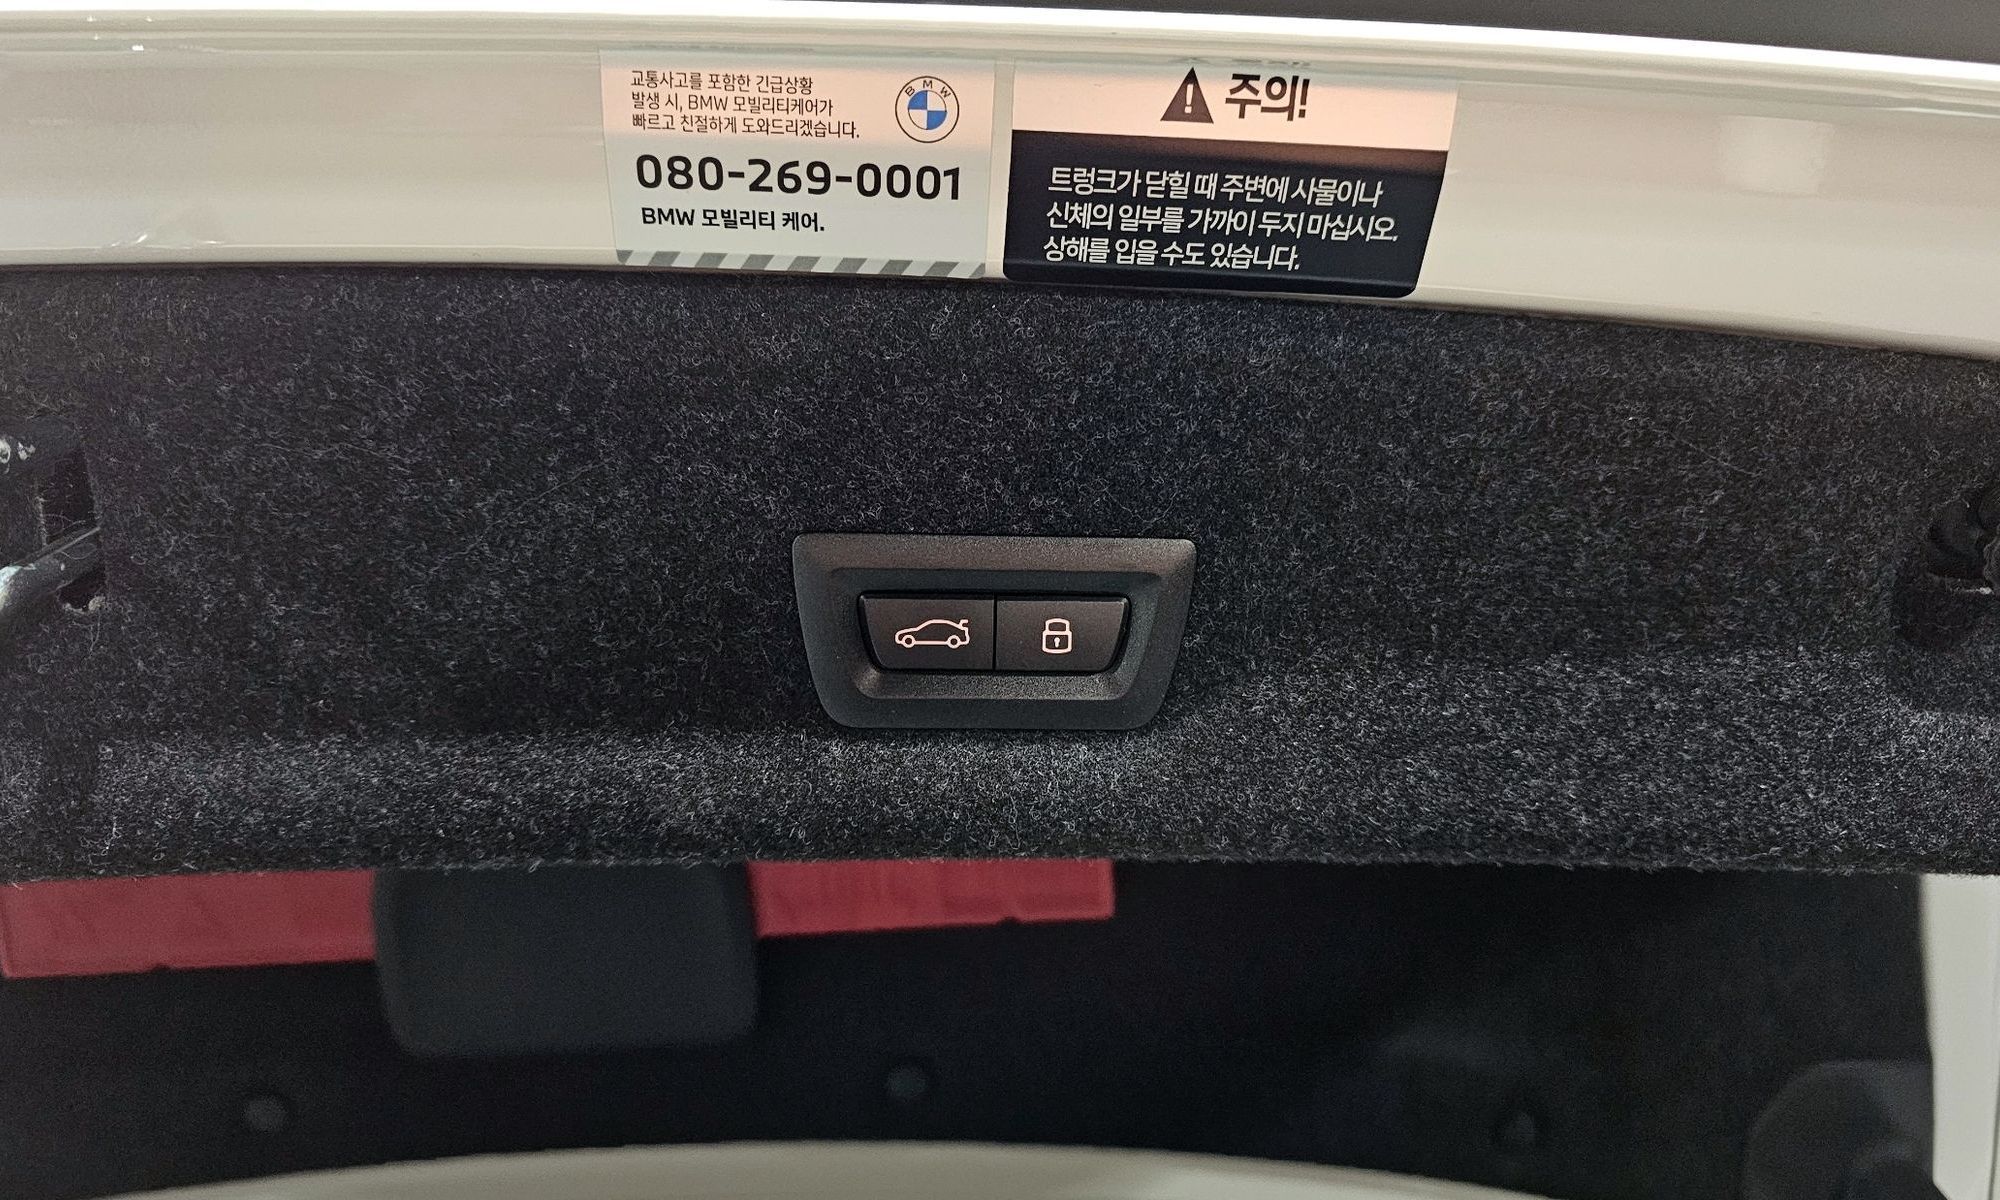 교통사고를 포함한 긴급상황
발생 시, BMW 모빌리티케어가
빠르고 친절하게 도와드리겠습니다.
BMW
080-269-0001
BMW 모빌리티 케어.
주의!
트렁크가 닫힐 때 주변에 사물이나
신체의 일부를 가까이 두지 마십시오.
상해를 입을 수도 있습니다.